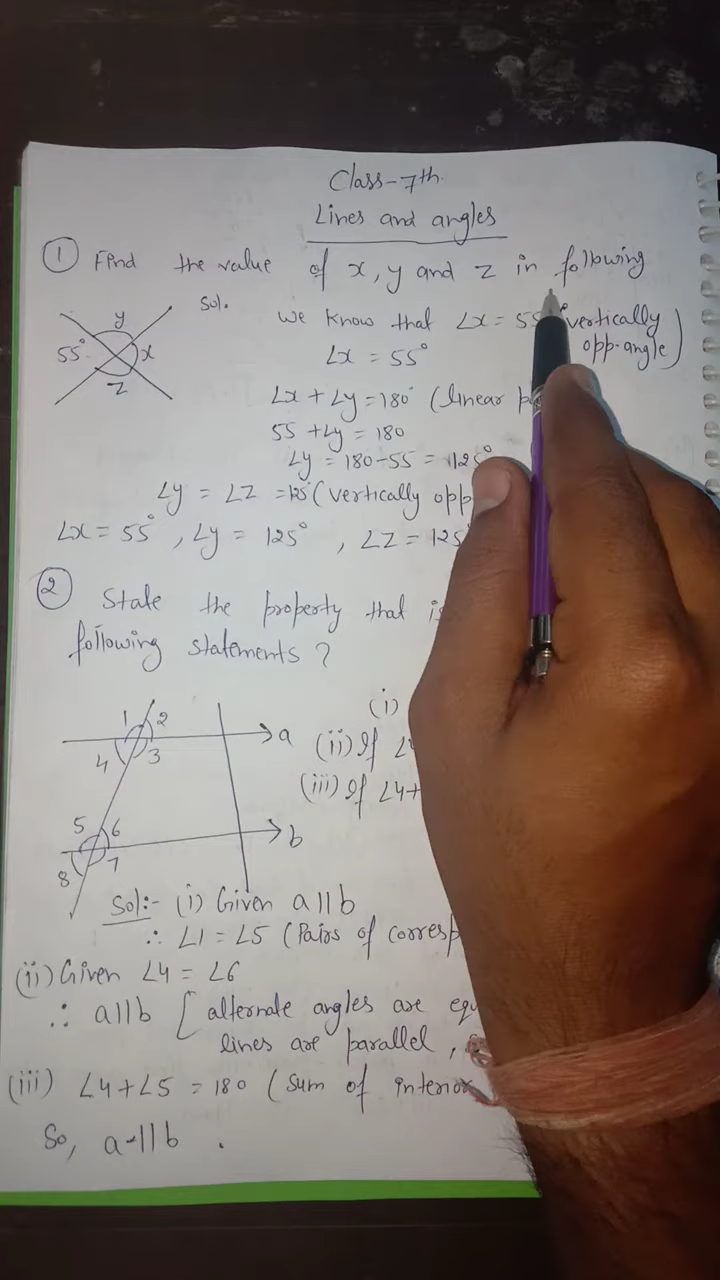 Class-7th.
Lines and angles
① Find the value of x, y and z in following
Sol.
y
55°
x
z
we know that ∠x = 55° (vertically opp. angle)
∠x = 55°
∠x + ∠y = 180° (linear
55 + ∠y = 180
∠y = 180-55 = 125°
∠y = ∠z = 125° (vertically opp
∠x = 55°, ∠y = 125°, ∠z = 125
② State the property that
following statements?
1 2
4 3
a
5 6
8 7
b
(i)
(ii) If
(iii) If ∠4+
Sol:- (i) Given a||b
∴ ∠1 = ∠5 (Pairs of corresp
(ii) Given ∠4 = ∠6
∴ a||b [alternate angles are equ
lines are parallel,
(iii) ∠4+∠5 = 180 (Sum of interior
So, a||b .